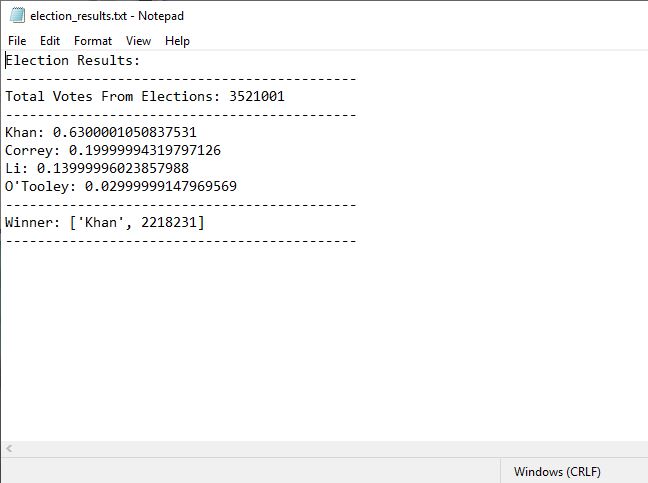 election_results.txt - Notepad
File Edit Format View Help
Election Results:
-------------------------------------------
Total Votes From Elections: 3521001
-------------------------------------------
Khan: 0.6300001050837531
Correy: 0.19999994319797126
Li: 0.13999996023857988
O'Tooley: 0.02999999147969569
-------------------------------------------
Winner: ['Khan', 2218231]
-------------------------------------------
Windows (CRLF)